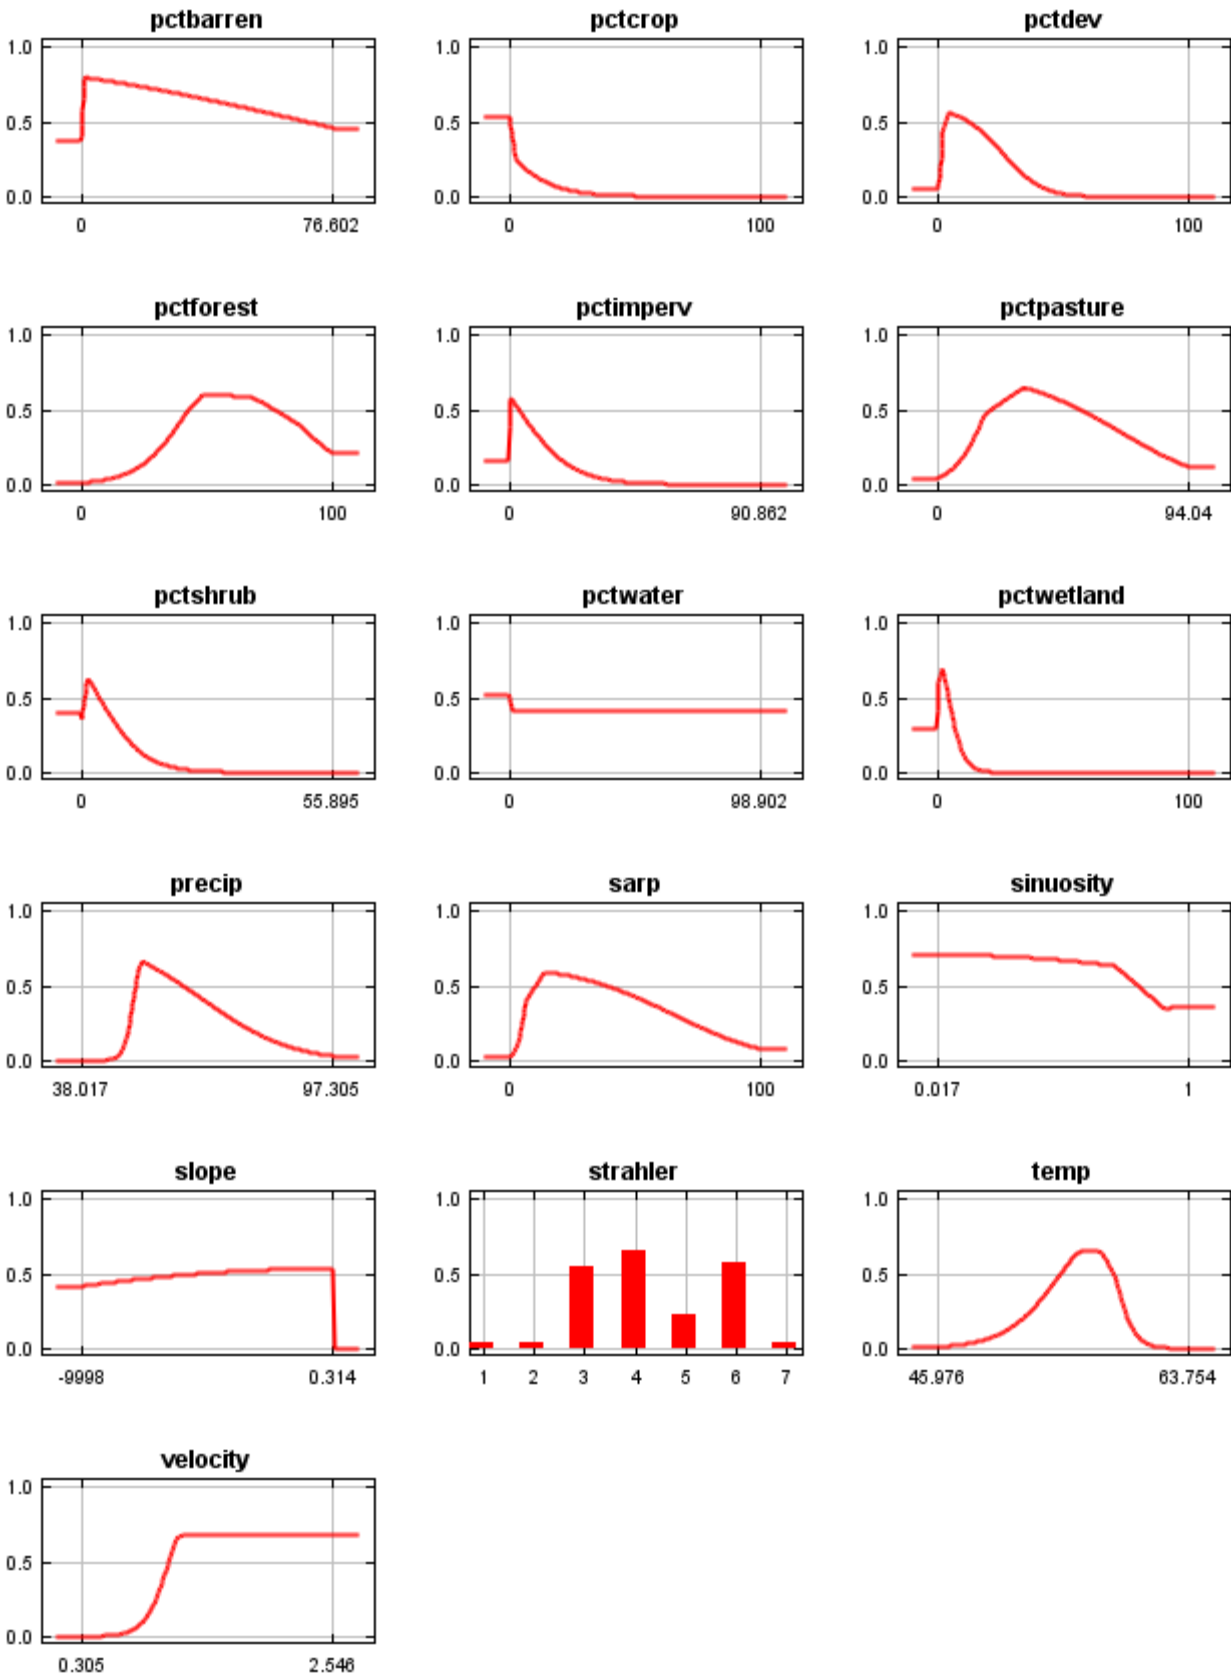 pctbarren pctcrop pctdev
1.0 1.0 1.0
0.5 0.5 0.5
0.0 0.0 0.0
0 76.602 0 100 0 100
pctforest pctimperv pctpasture
1.0 1.0 1.0
0.5 0.5 0.5
0.0 0.0 0.0
0 100 0 90.862 0 94.04
pctshrub pctwater pctwetland
1.0 1.0 1.0
0.5 0.5 0.5
0.0 0.0 0.0
0 55.895 0 98.902 0 100
precip sarp sinuosity
1.0 1.0 1.0
0.5 0.5 0.5
0.0 0.0 0.0
38.017 97.305 0 100 0.017 1
slope strahler temp
1.0 1.0 1.0
0.5 0.5 0.5
0.0 0.0 0.0
-9998 0.314 1 2 3 4 5 6 7 45.976 63.754
velocity
1.0
0.5
0.0
0.305 2.546